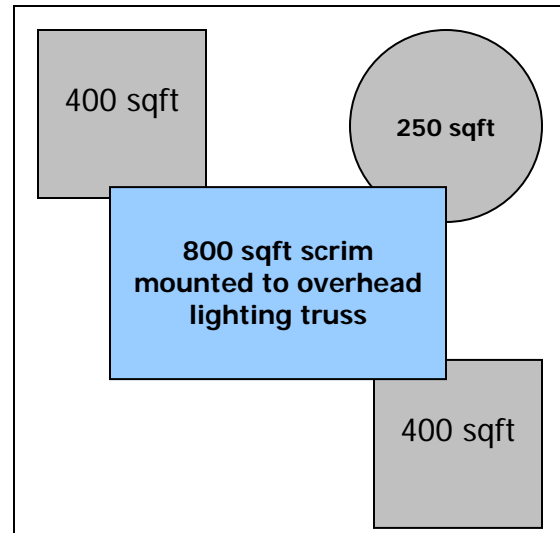 400 sqft
250 sqft
800 sqft scrim
mounted to overhead
lighting truss
400 sqft